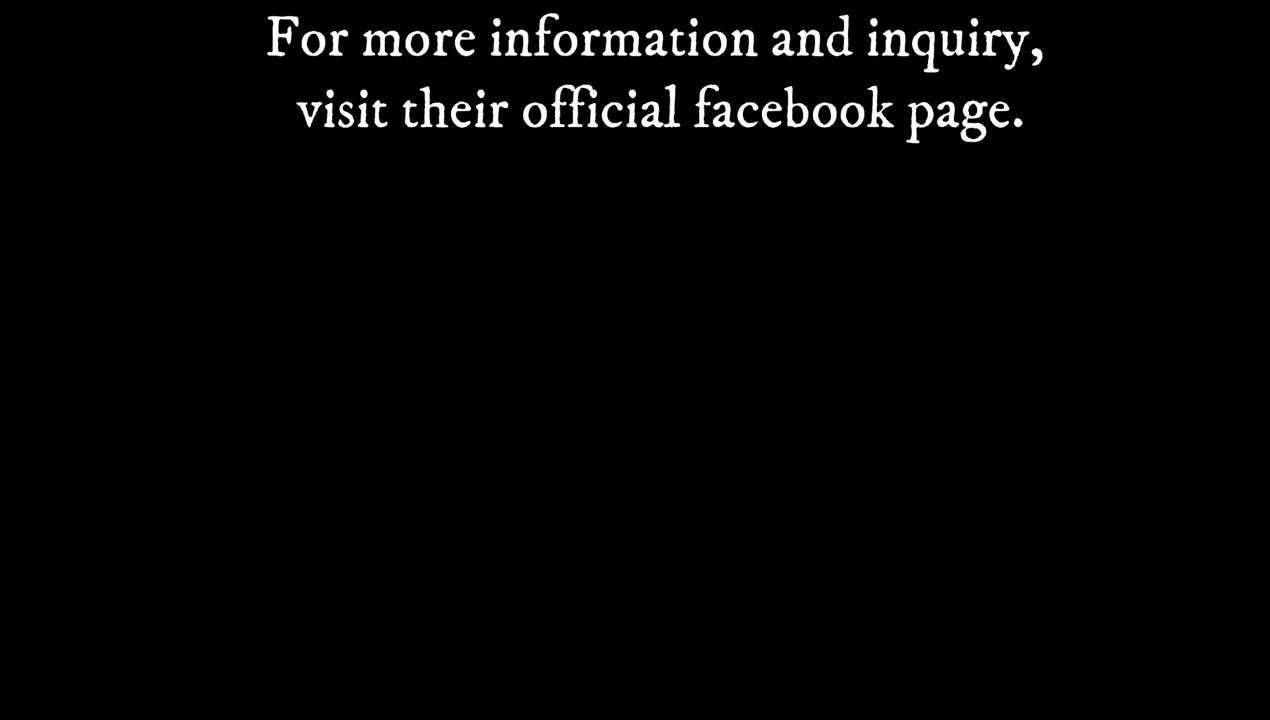 For more information and inquiry,
visit their official facebook page.